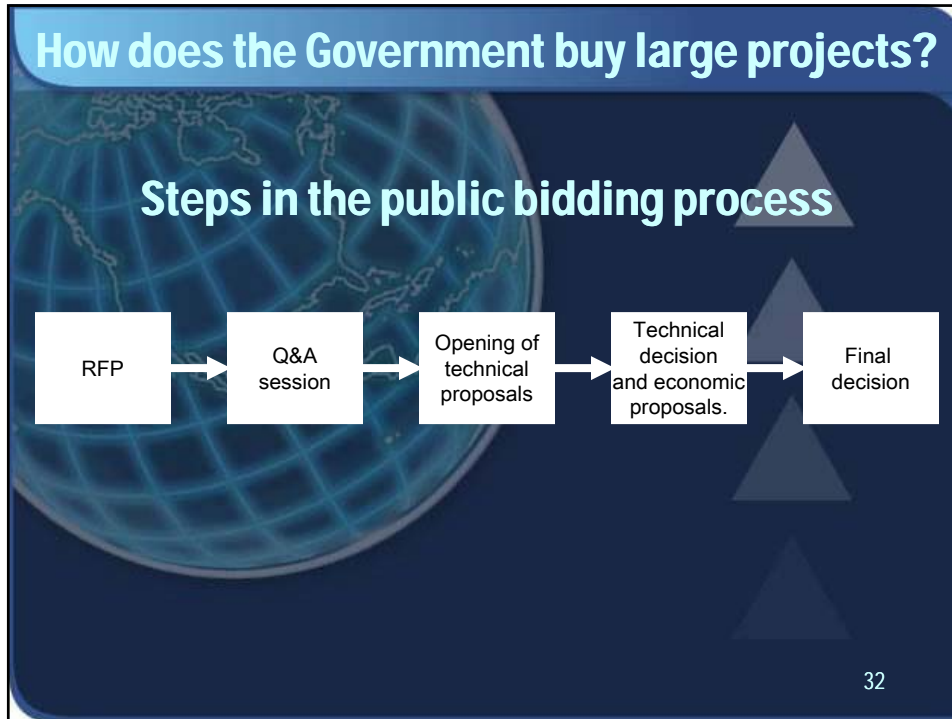 How does the Government buy large projects?
Steps in the public bidding process
RFP
Q&A
session
Opening of
technical
proposals
Technical
decision
and economic
proposals.
Final
decision
32